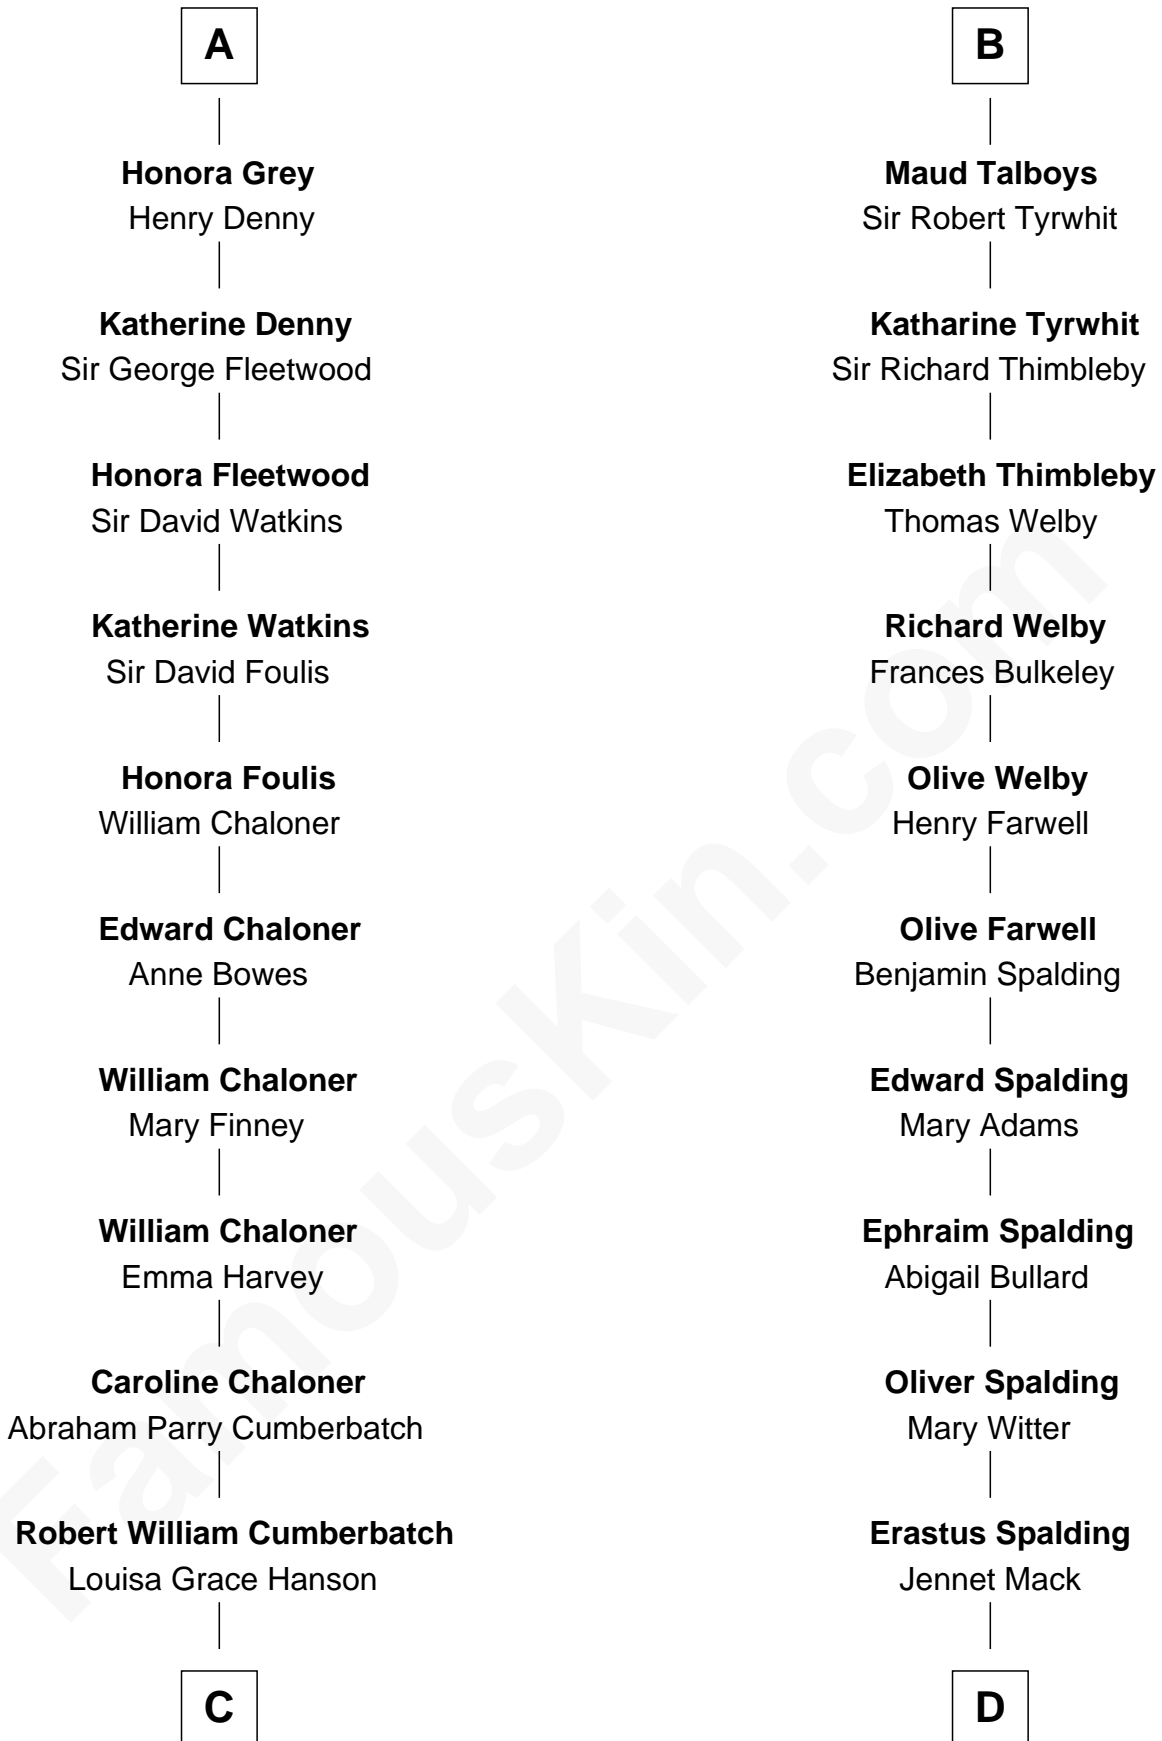 A
Honora Grey
Henry Denny
Katherine Denny
Sir George Fleetwood
Honora Fleetwood
Sir David Watkins
Katherine Watkins
Sir David Foulis
Honora Foulis
William Chaloner
Edward Chaloner
Anne Bowes
William Chaloner
Mary Finney
William Chaloner
Emma Harvey
Caroline Chaloner
Abraham Parry Cumberbatch
Robert William Cumberbatch
Louisa Grace Hanson
C
B
Maud Talboys
Sir Robert Tyrwhit
Katharine Tyrwhit
Sir Richard Thimbleby
Elizabeth Thimbleby
Thomas Welby
Richard Welby
Frances Bulkeley
Olive Welby
Henry Farwell
Olive Farwell
Benjamin Spalding
Edward Spalding
Mary Adams
Ephraim Spalding
Abigail Bullard
Oliver Spalding
Mary Witter
Erastus Spalding
Jennet Mack
D
FamousKin.com